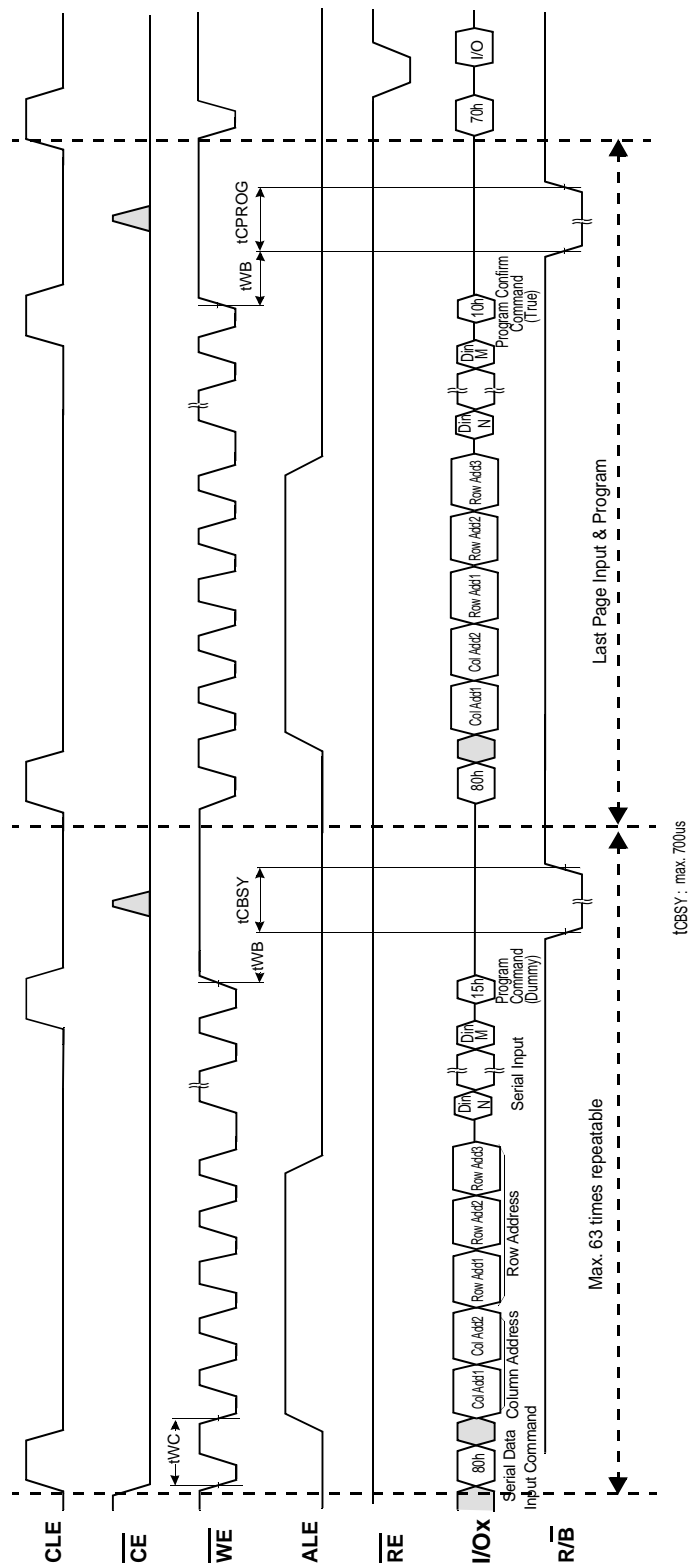 CLE
CE
WE
tWC
tWB
tCBSY
tWB
tCPROG
ALE
RE
I/Ox
80h
Col Add1
Col Add2
Row Add1
Row Add2
Row Add3
Din
N
Din
M
15h
80h
Col Add1
Col Add2
Row Add1
Row Add2
Row Add3
Din
N
Din
M
10h
70h
I/O
Serial Data
Input Command
Column Address
Row Address
Serial Input
Program
Command
(Dummy)
Program Confirm
Command
(True)
R/B
Max. 63 times repeatable
Last Page Input & Program
tCBSY : max. 700us